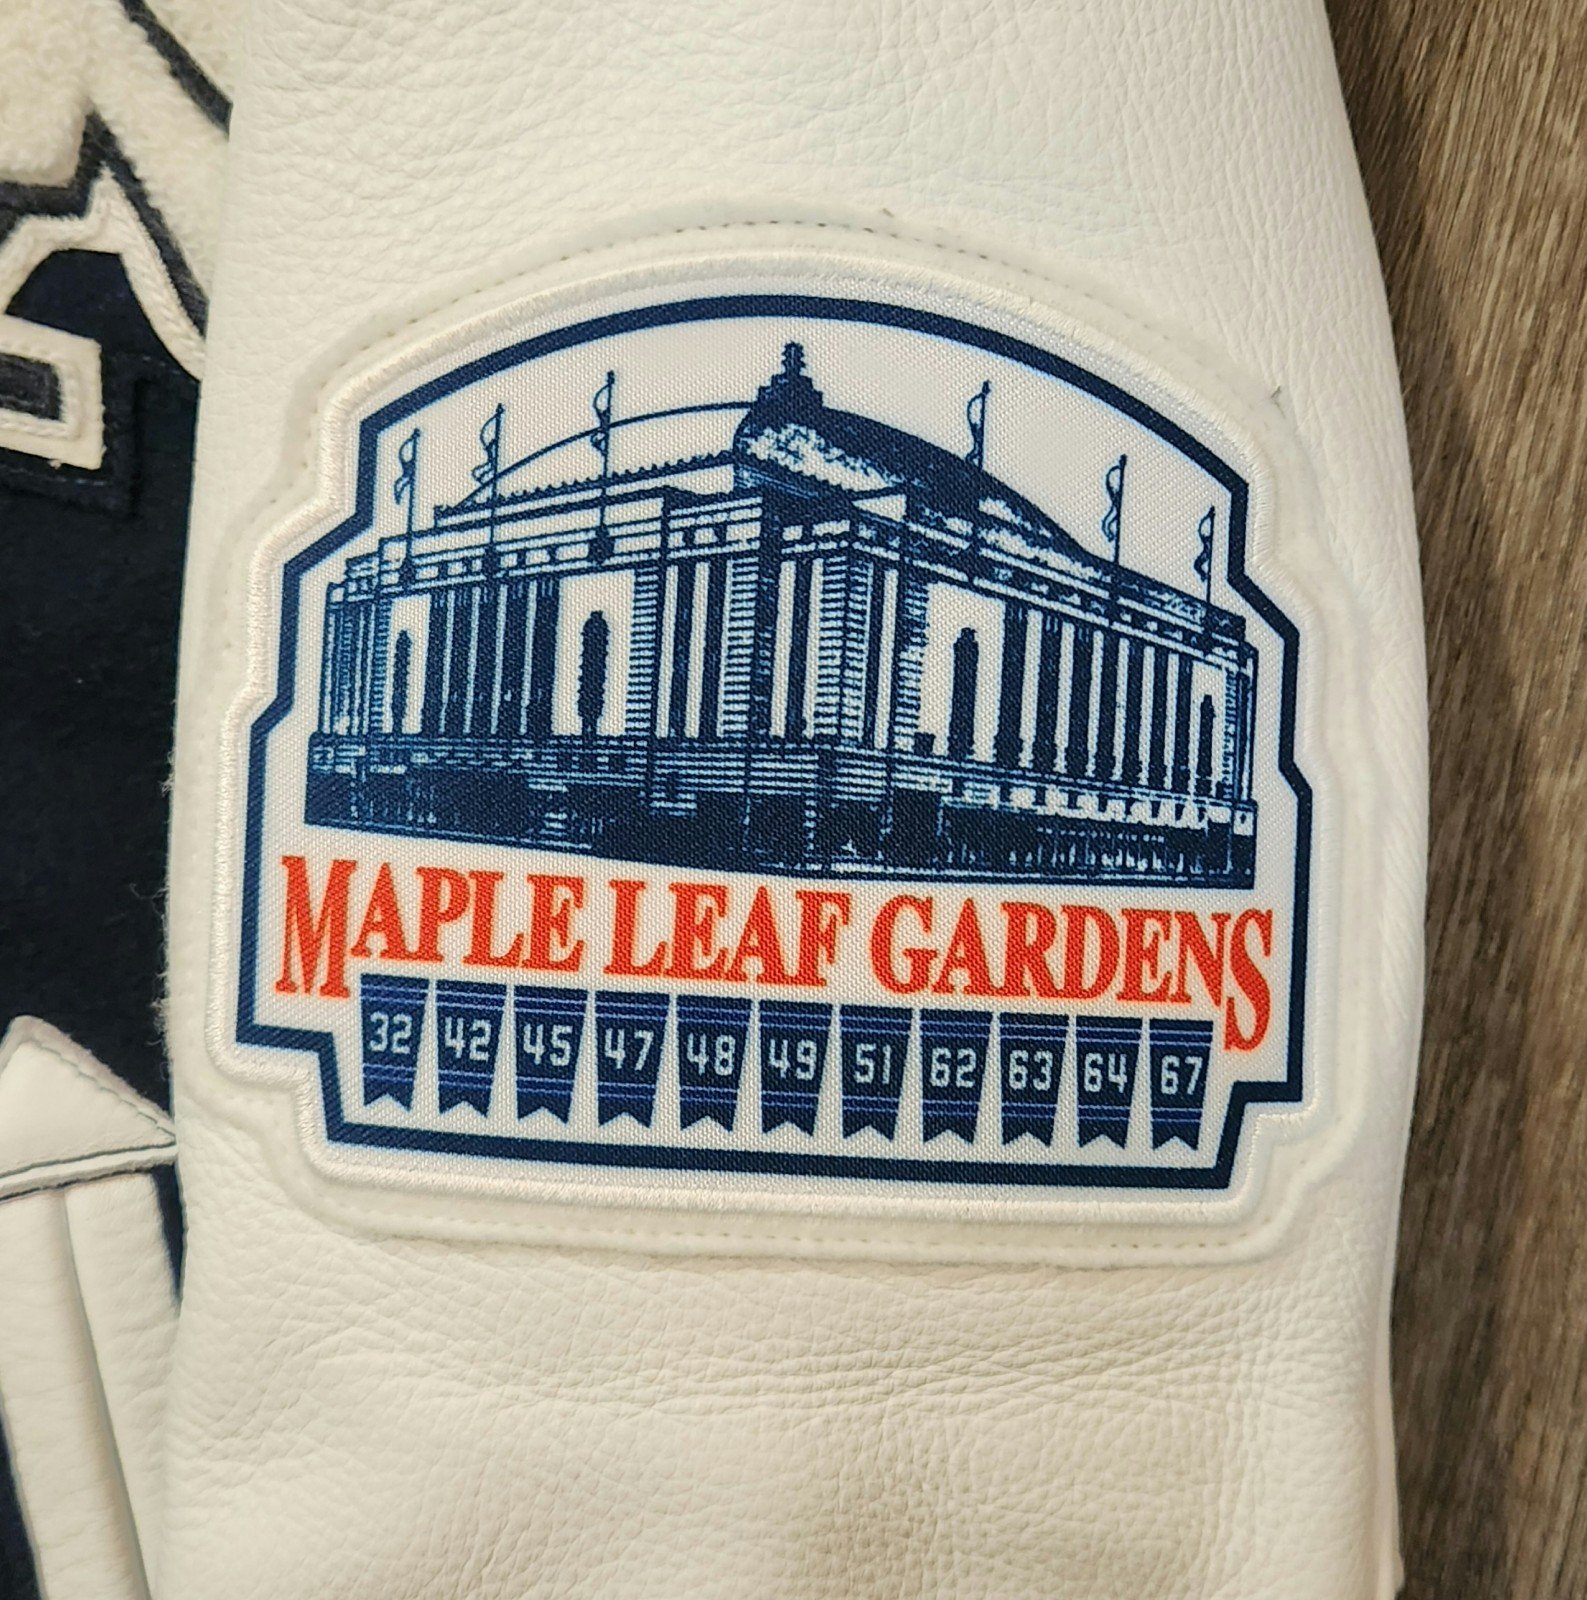 MAPLE LEAF GARDENS
32 42 45 47 48 49 51 62 63 64 67